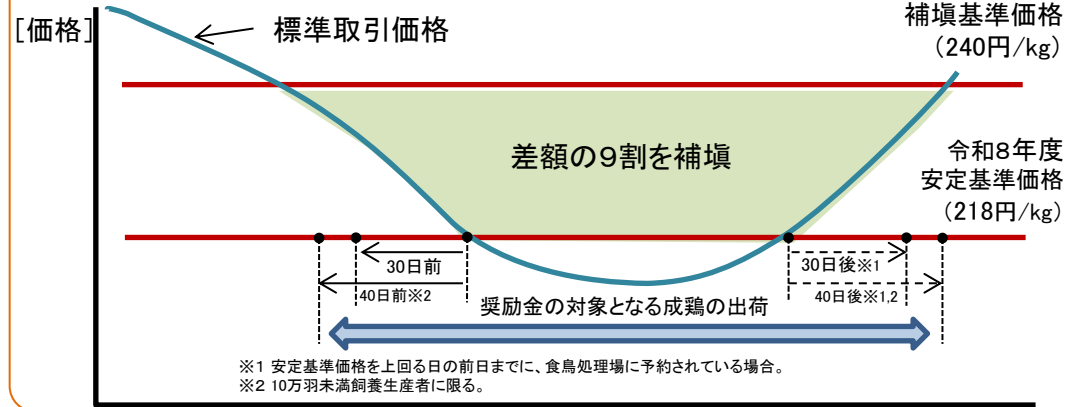 [価格]
標準取引価格
補塡基準価格
(240円/kg)
差額の9割を補塡
令和8年度
安定基準価格
(218円/kg)
30日前
30日後※1
40日前※2
40日後※1,2
奨励金の対象となる成鶏の出荷
※1 安定基準価格を上回る日の前日までに、食鳥処理場に予約されている場合。
※2 10万羽未満飼養生産者に限る。